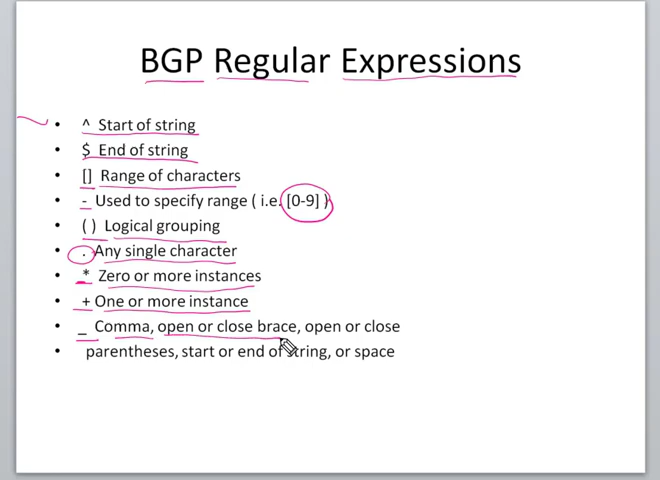 BGP Regular Expressions
• ^ Start of string
• $ End of string
• [] Range of characters
• - Used to specify range ( i.e. [0-9] )
• ( ) Logical grouping
• . Any single character
• * Zero or more instances
• + One or more instance
• _ Comma, open or close brace, open or close
• parentheses, start or end of string, or space